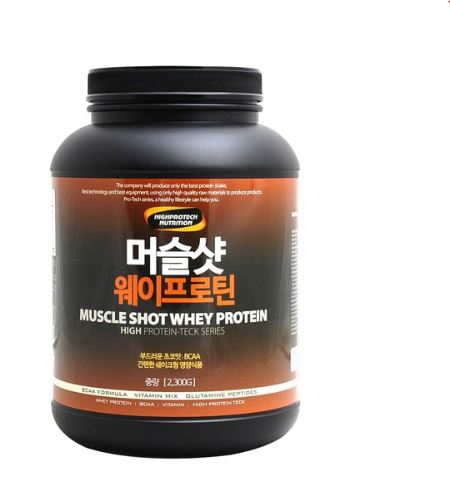 The company will produce only the best protein shake,
Best technology and best equipment, using only high quality raw materials to produce products.
Pro-Tech series, a healthy lifestyle can help you.
HIGHPROTECH
NUTRITION
머슬샷
웨이프로틴
MUSCLE SHOT WHEY PROTEIN
HIGH PROTEIN-TECK SERIES
부드러운 초코맛. BCAA
간편한 쉐이크형 영양식품
중량 [2,300G]
BCAA FORMULA VITAMIN MIX GLUTAMINE PEPTIDES
WHEY PROTEIN | BCAA | VITAMIN | HIGH PROTEIN TECK